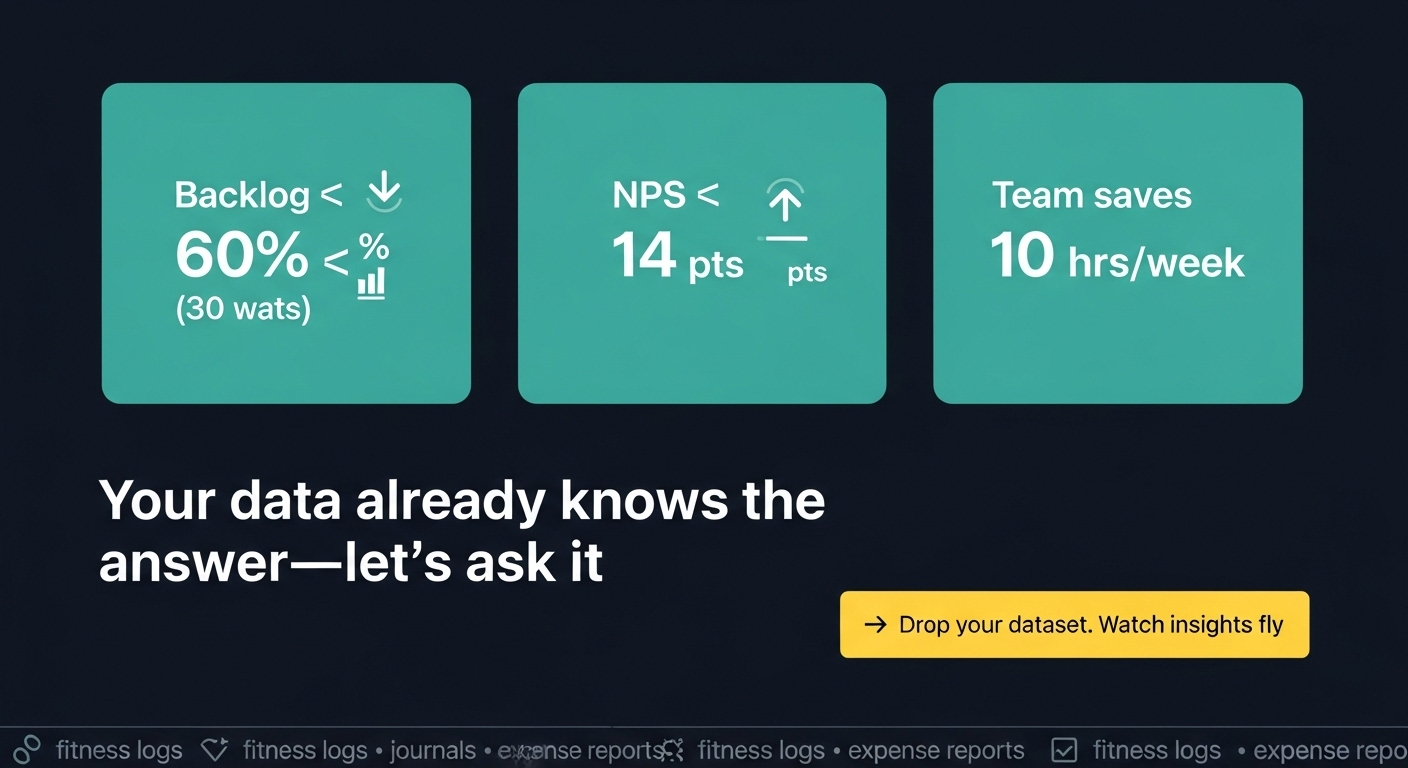 Backlog <
60% < %
(30 wats)
NPS <
14 pts
pts
Team saves
10 hrs/week
Your data already knows the
answer—let's ask it
→ Drop your dataset. Watch insights fly
fitness logs fitness logs • journals • expense reports fitness logs • expense reports fitness logs • expense repo